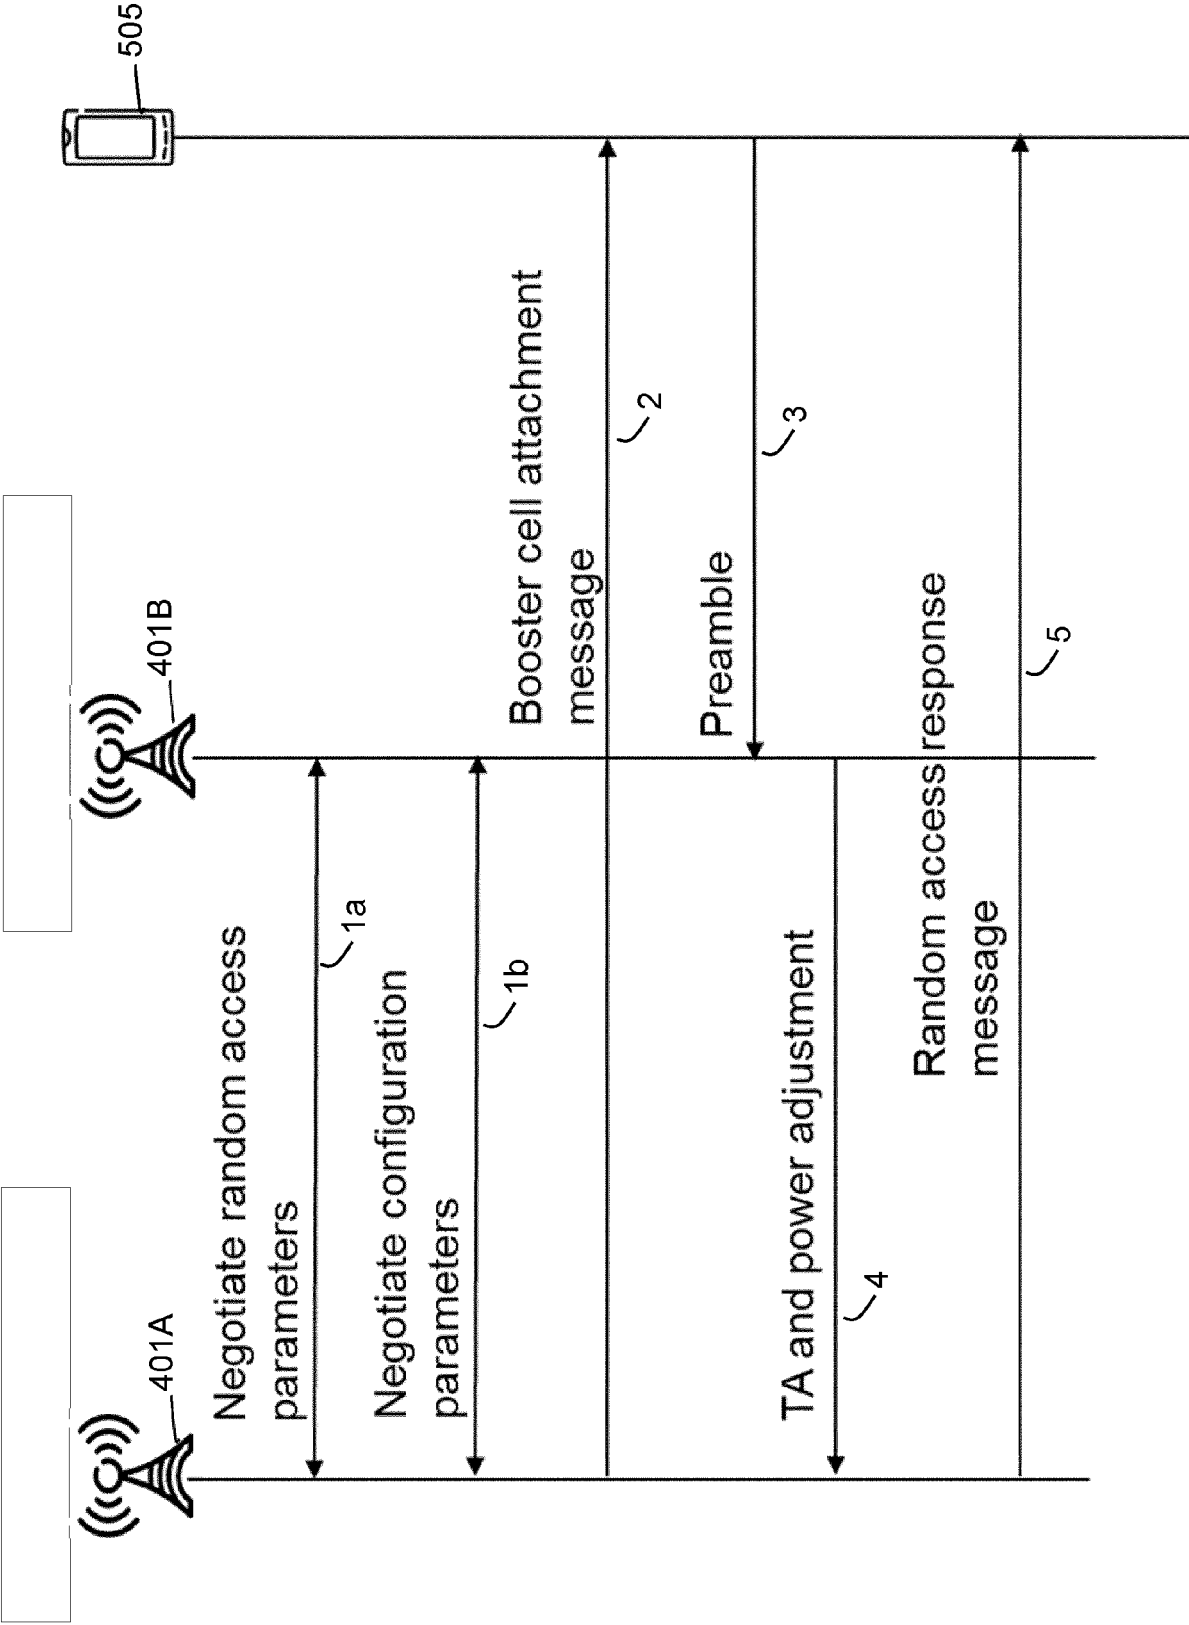 401A
401B
505
Negotiate random access
parameters
1a
Negotiate configuration
parameters
1b
Booster cell attachment
message
2
Preamble
3
TA and power adjustment
4
Random access response
message
5